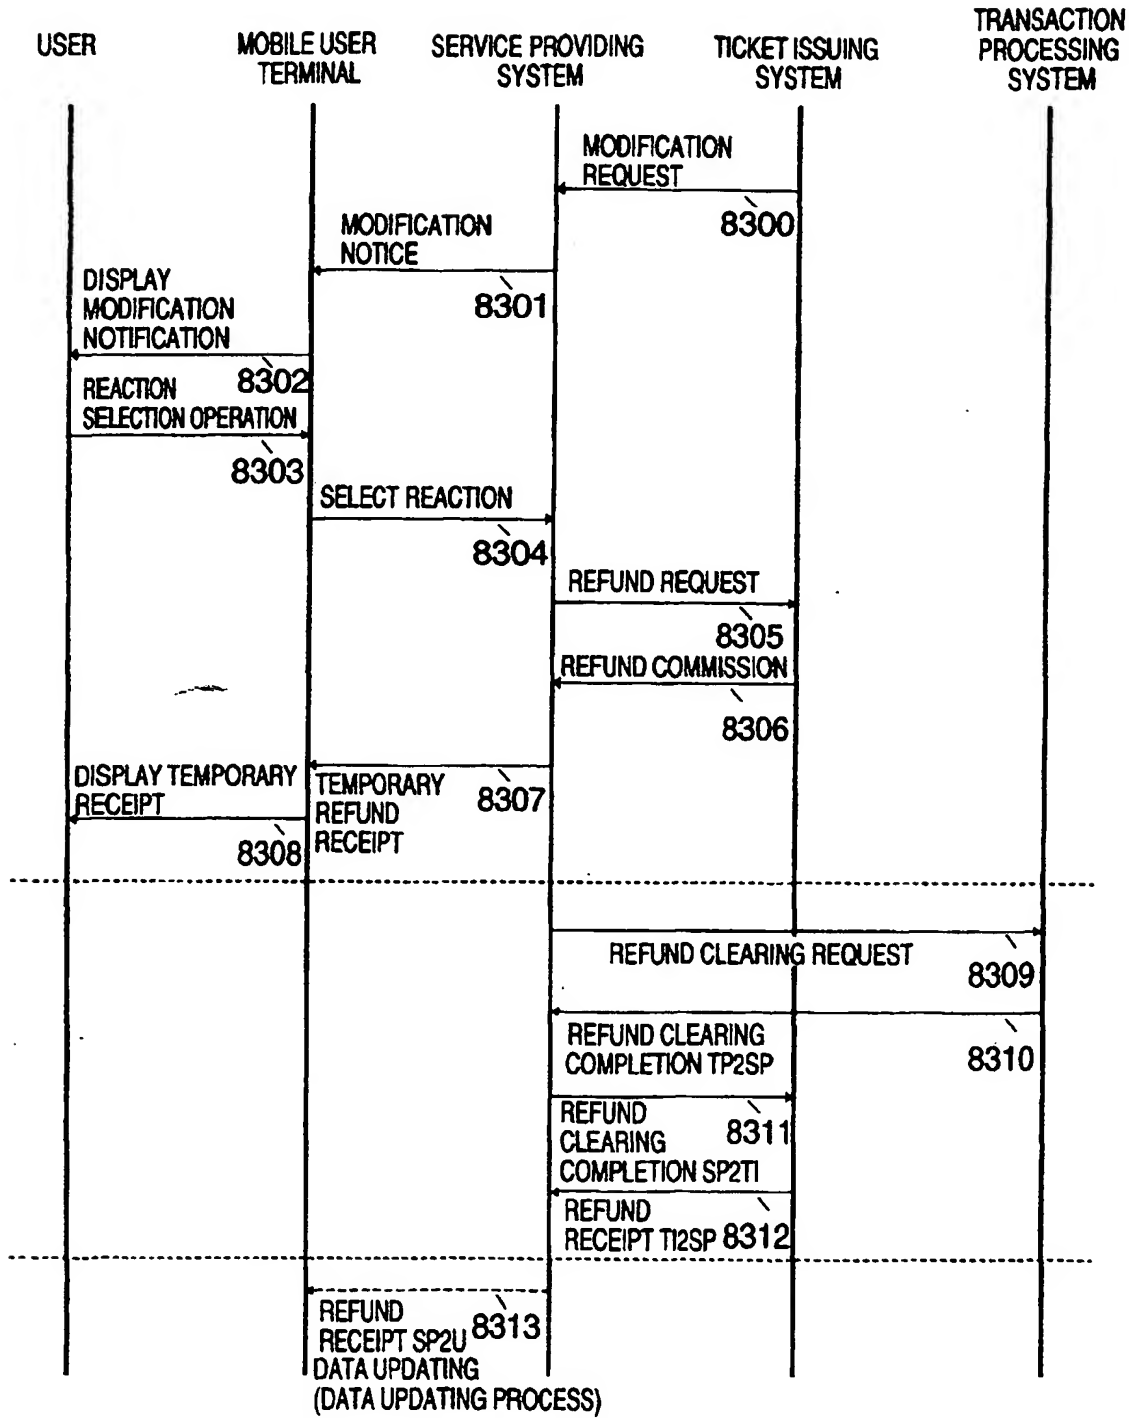 USER
MOBILE USER
TERMINAL
SERVICE PROVIDING
SYSTEM
TICKET ISSUING
SYSTEM
TRANSACTION
PROCESSING
SYSTEM
MODIFICATION
REQUEST
8300
MODIFICATION
NOTICE
8301
DISPLAY
MODIFICATION
NOTIFICATION
8302
REACTION
SELECTION OPERATION
8303
SELECT REACTION
8304
REFUND REQUEST
8305
REFUND COMMISSION
8306
TEMPORARY
REFUND
RECEIPT
8307
DISPLAY TEMPORARY
RECEIPT
8308
REFUND CLEARING REQUEST
8309
REFUND CLEARING
COMPLETION TP2SP
8310
REFUND
CLEARING
COMPLETION SP2TI
8311
REFUND
RECEIPT TI2SP
8312
REFUND
RECEIPT SP2U
8313
DATA UPDATING
(DATA UPDATING PROCESS)